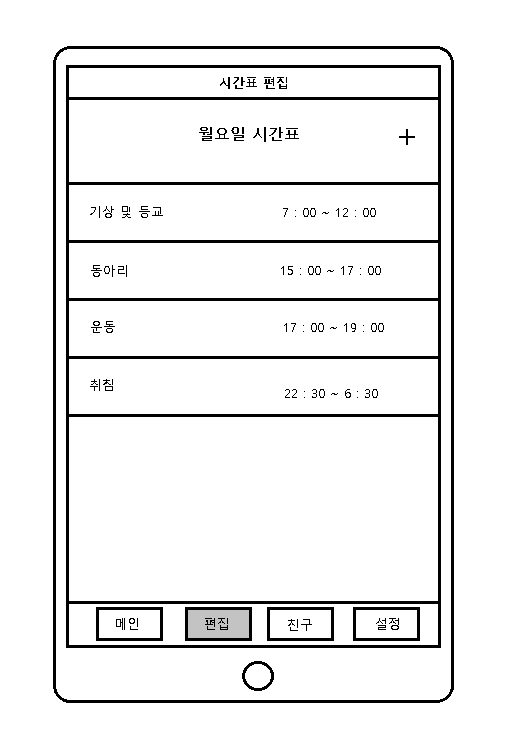 시간표 편집
월요일 시간표 +
기상 및 등교 7 : 00 ~ 12 : 00
동아리 15 : 00 ~ 17 : 00
운동 17 : 00 ~ 19 : 00
취침 22 : 30 ~ 6 : 30
메인 편집 친구 설정